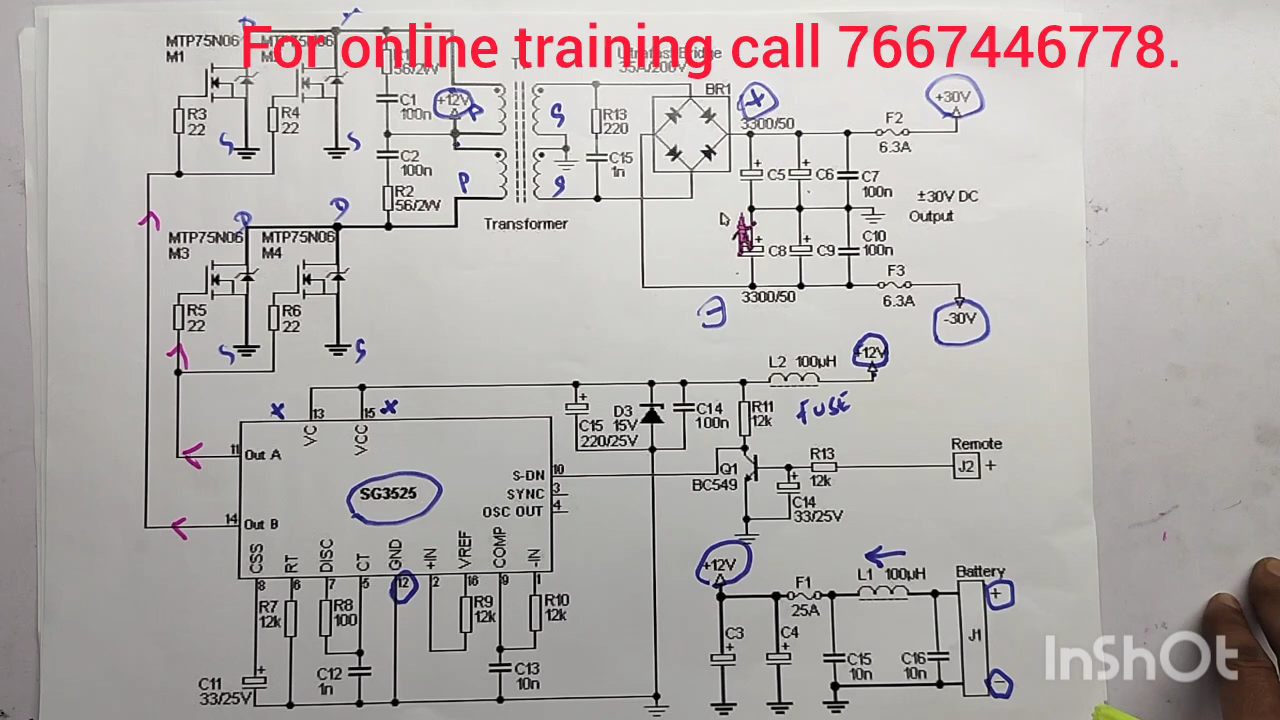 For online training call 7667446778.
MTP75N06
M1
R3
22
R4
22
S
S
D
56/2W
C1
100n
+12V
P
C2
100n
R2
56/2W
P
Transformer
S
S
R13
220
C15
1n
35A/200V
BR1
+
3300/50
C5
C6
C7
100n
F2
6.3A
+30V
±30V DC
Output
C8
C9
C10
100n
3300/50
F3
6.3A
-30V
D
D
MTP75N06
M3
MTP75N06
M4
R5
22
R6
22
S
S
L2 100µH
+12V
FUSE
x
13
VC
15
VCC
x
C15
220/25V
D3
15V
C14
100n
R11
12k
11
Out A
14
Out B
SG3525
S-DN
10
SYNC
3
OSC OUT
4
Q1
BC549
R13
12k
C14
33/25V
Remote
J2
+
CSS
RT
DISC
CT
GND
+IN
VREF
COMP
-IN
8
6
7
5
12
2
16
9
1
R7
12k
R8
100
R9
12k
R10
12k
C11
33/25V
C12
1n
C13
10n
+12V
F1
25A
L1 100µH
Battery
+
J1
-
C3
C4
C15
10n
C16
10n
InShOt